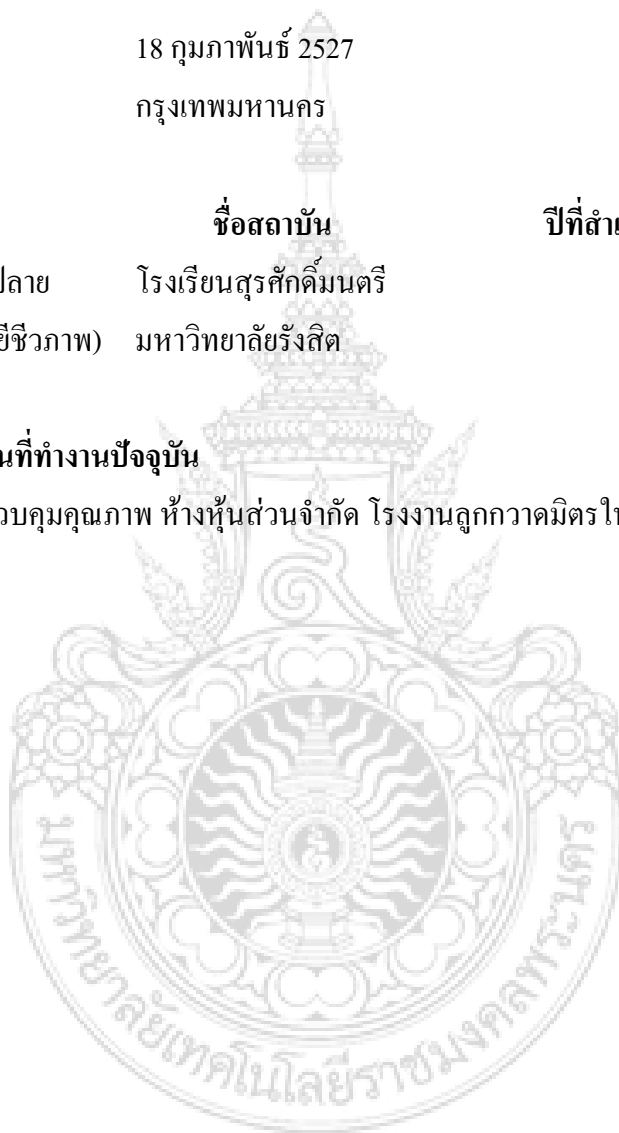 18 กุมภาพันธ์ 2527
กรุงเทพมหานคร
ชื่อสถาบัน ปีที่สำเ
ปลาย โรงเรียนสุรศักดิ์มนตรี
ยีชีวภาพ) มหาวิทยาลัยรังสิต
นที่ทำงานปัจจุบัน
วบคุมคุณภาพ ห้างหุ้นส่วนจำกัด โรงงานลูกกวาดมิตรให
มหาวิทยาลัยเทคโนโลยีราชมงคลพระนคร